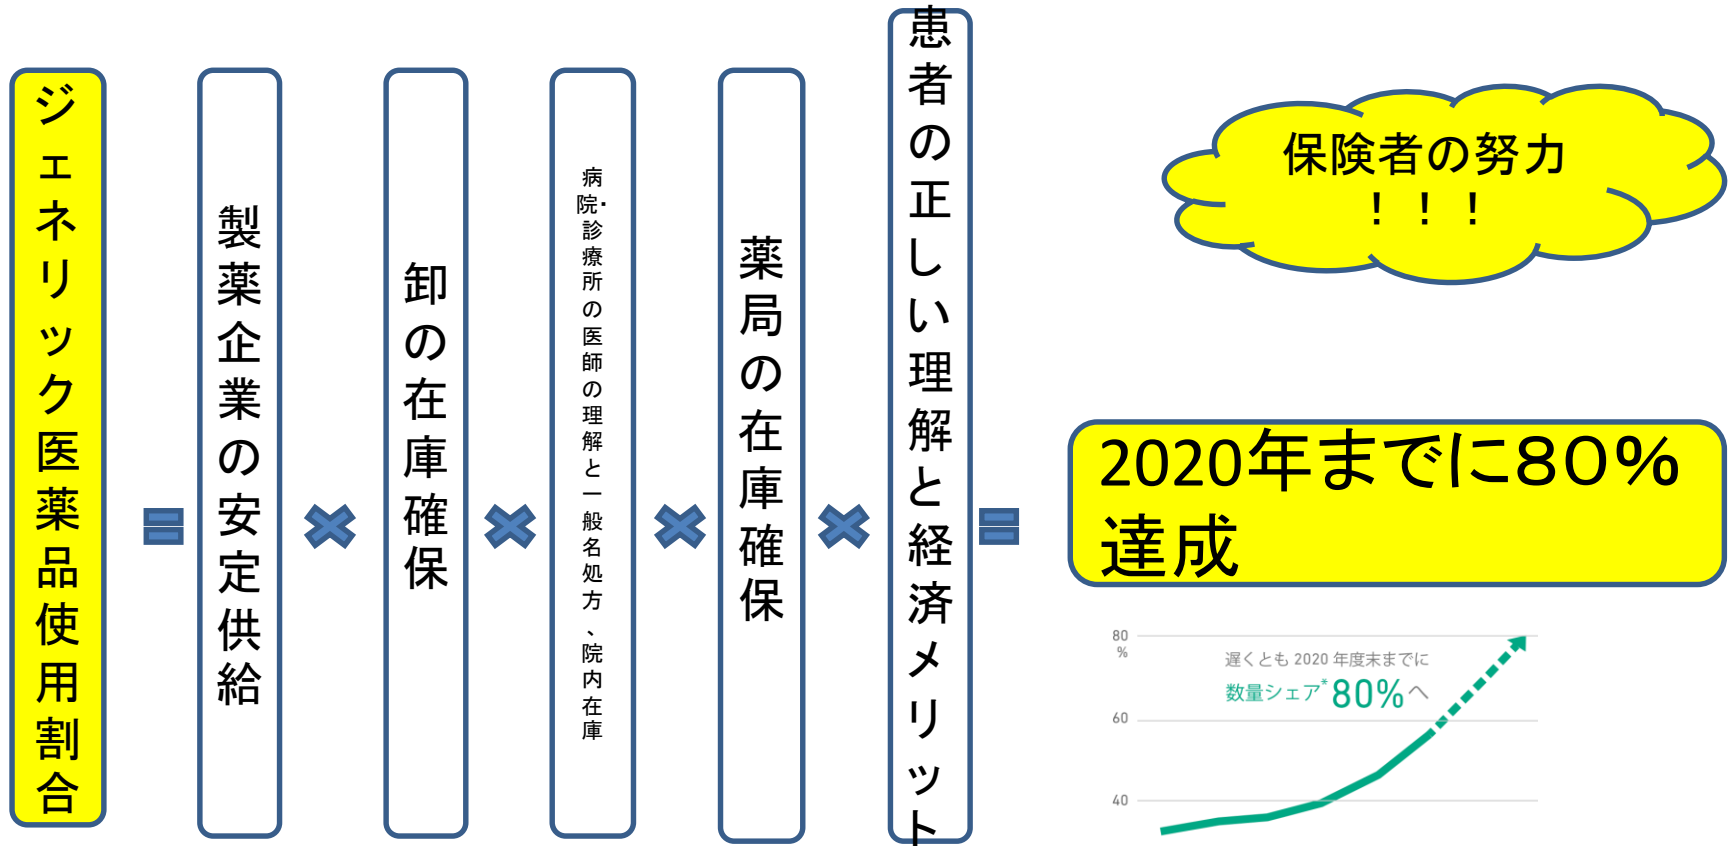 ジェネリック医薬品使用割合
製薬企業の安定供給
卸の在庫確保
病院・診療所の医師の理解と一般名処方、院内在庫
薬局の在庫確保
患者の正しい理解と経済メリット
保険者の努力
！！！
2020年までに８０％
達成
80
%
遅くとも 2020 年度末までに
数量シェア*80%へ
60
40